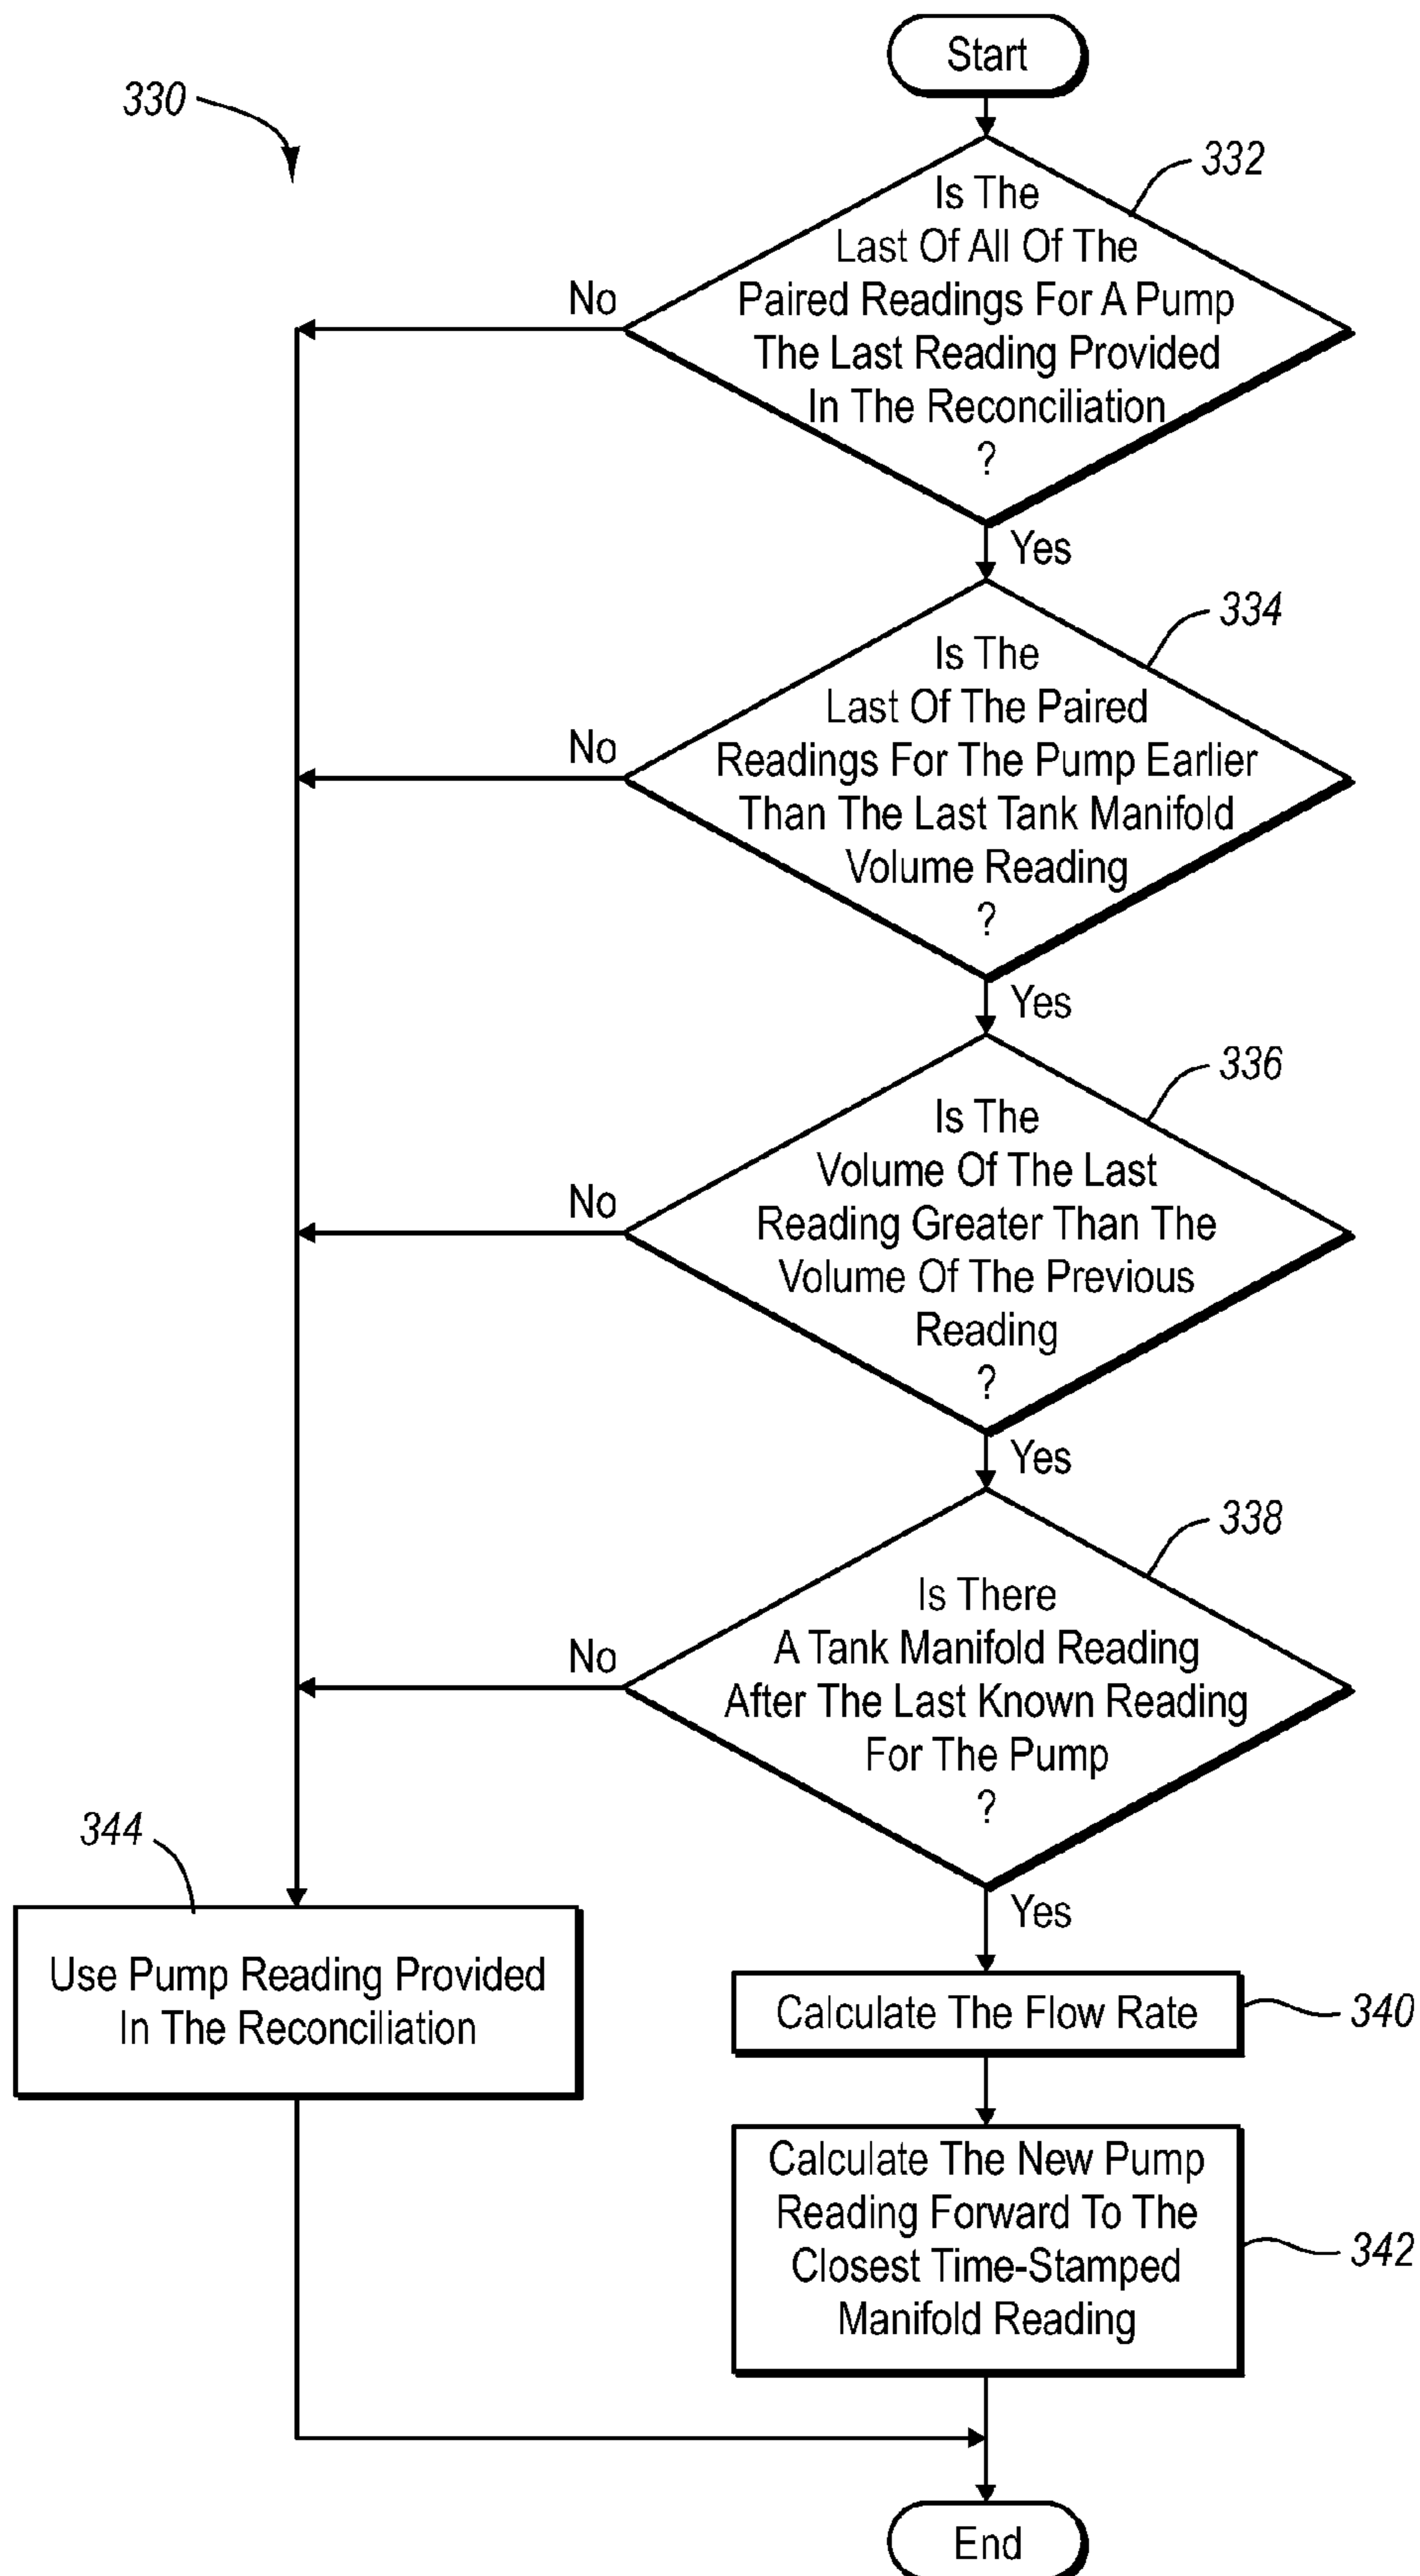 Start
330
332
Is The
Last Of All Of The
Paired Readings For A Pump
The Last Reading Provided
In The Reconciliation
?
No
Yes
334
Is The
Last Of The Paired
Readings For The Pump Earlier
Than The Last Tank Manifold
Volume Reading
?
No
Yes
336
Is The
Volume Of The Last
Reading Greater Than The
Volume Of The Previous
Reading
?
No
Yes
338
Is There
A Tank Manifold Reading
After The Last Known Reading
For The Pump
?
No
Yes
344
Use Pump Reading Provided
In The Reconciliation
Calculate The Flow Rate
340
Calculate The New Pump
Reading Forward To The
Closest Time-Stamped
Manifold Reading
342
End